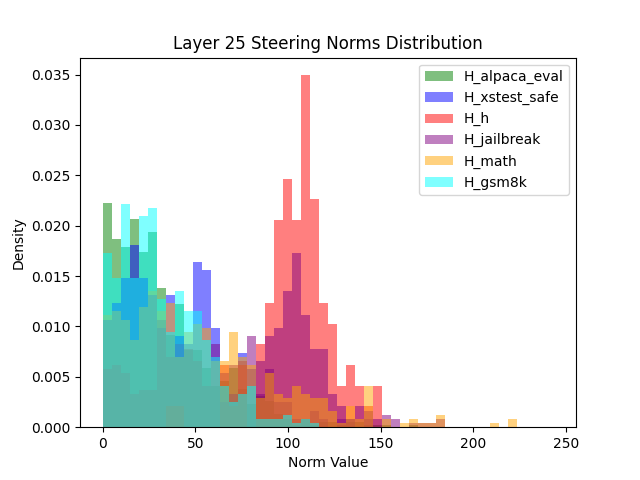 Layer 25 Steering Norms Distribution
H_alpaca_eval
H_xstest_safe
H_h
H_jailbreak
H_math
H_gsm8k
Density
0.035
0.030
0.025
0.020
0.015
0.010
0.005
0.000
0 50 100 150 200 250
Norm Value